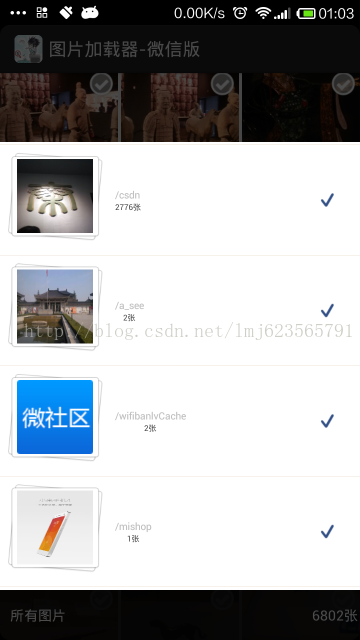 0.00K/s 01:03
图片加载器-微信版
/csdn
2776张
/a_see
2张
http://blog.csdn.net/lmj623565791
微社区
/wifibanlvCache
2张
/mishop
1张
所有图片 6802张